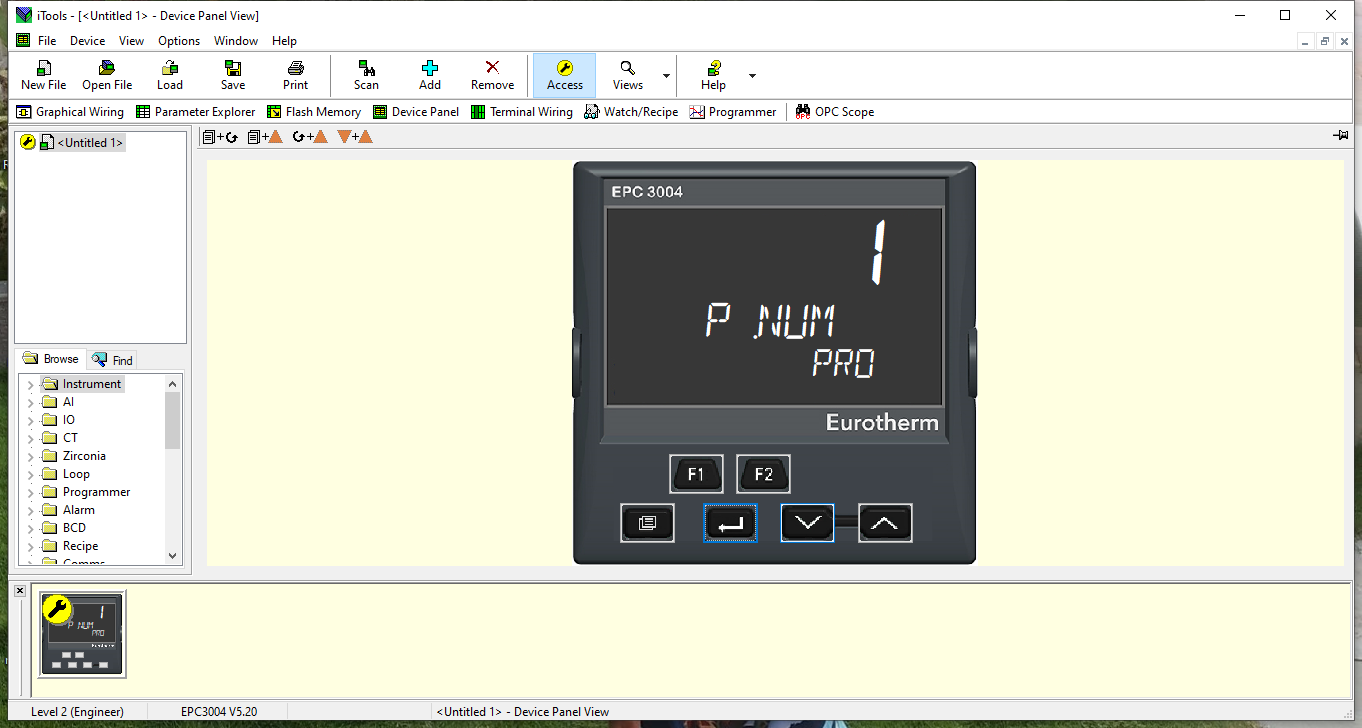 iTools - [<Untitled 1> - Device Panel View]
File Device View Options Window Help
New File Open File Load Save Print Scan Add Remove Access Views Help
Graphical Wiring Parameter Explorer Flash Memory Device Panel Terminal Wiring Watch/Recipe Programmer OPC Scope
<Untitled 1>
EPC 3004
1
P .NUM
PRO
Eurotherm
F1 F2
Browse Find
Instrument
AI
IO
CT
Zirconia
Loop
Programmer
Alarm
BCD
Recipe
Comms
1
P .NUM
PRO
Eurotherm
Level 2 (Engineer) EPC3004 V5.20 <Untitled 1> - Device Panel View